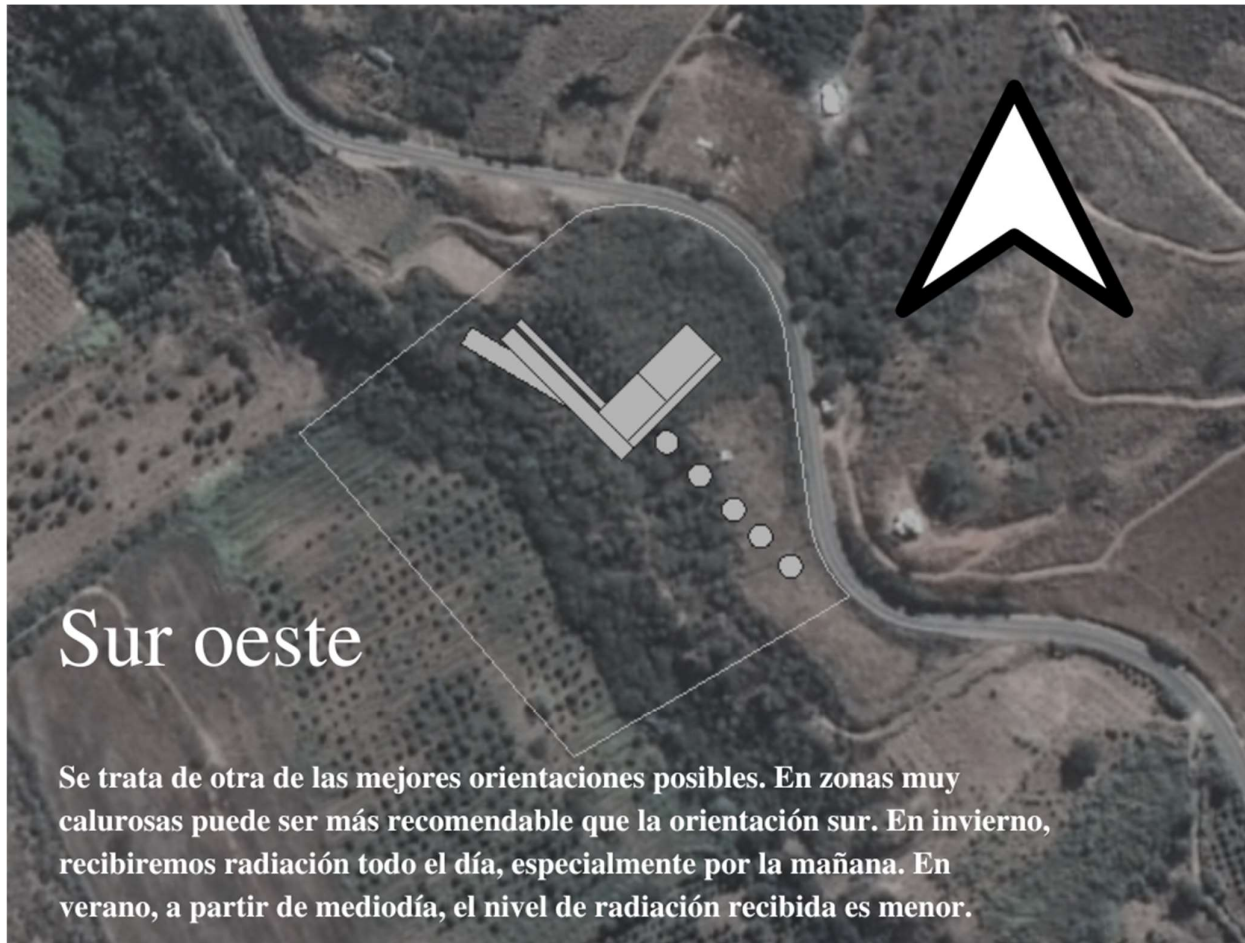 Sur oeste
Se trata de otra de las mejores orientaciones posibles. En zonas muy
calurosas puede ser más recomendable que la orientación sur. En invierno,
recibiremos radiación todo el día, especialmente por la mañana. En
verano, a partir de mediodía, el nivel de radiación recibida es menor.